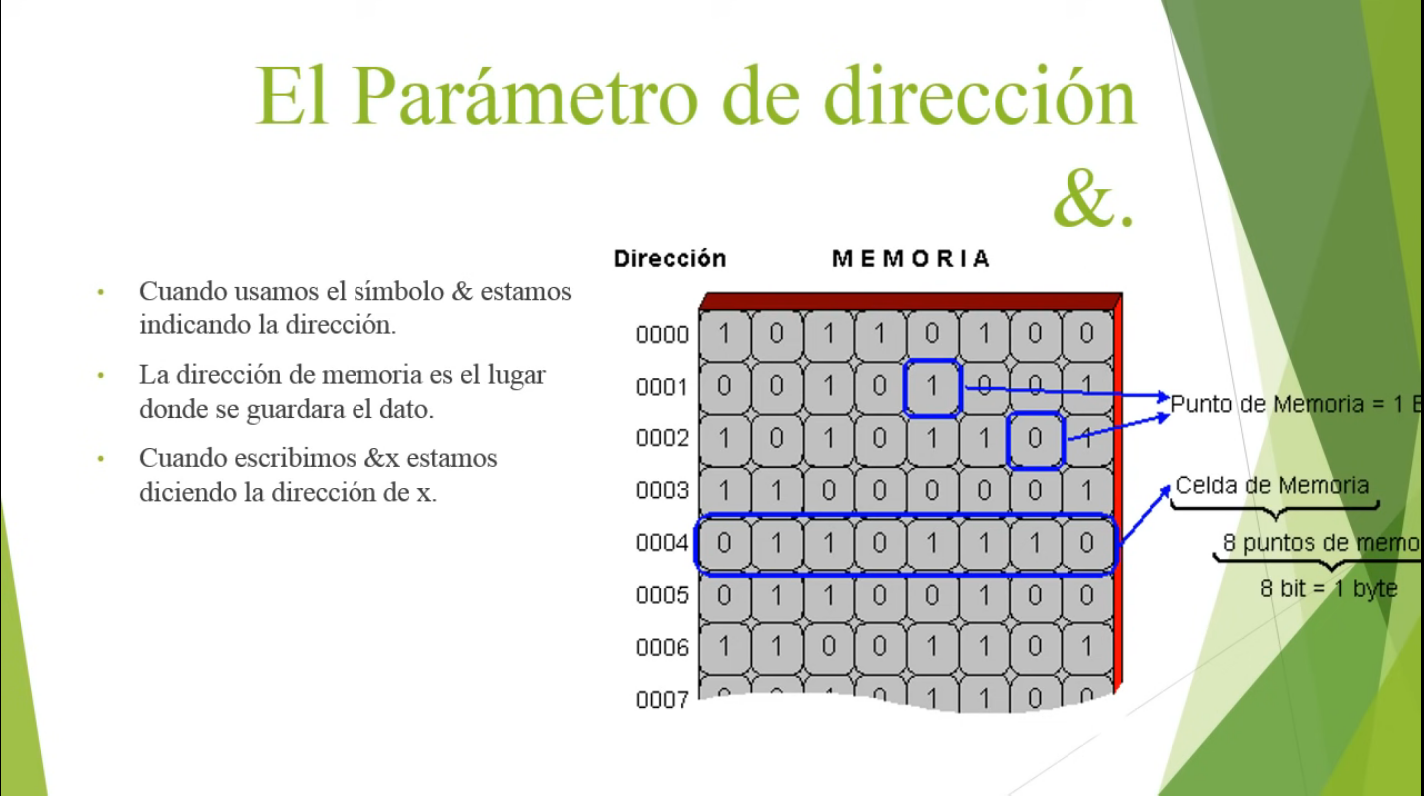 El Parámetro de dirección
&.
• Cuando usamos el símbolo & estamos
indicando la dirección.
• La dirección de memoria es el lugar
donde se guardara el dato.
• Cuando escribimos &x estamos
diciendo la dirección de x.
Dirección MEMORIA
0000 1 0 1 1 0 1 0 0
0001 0 0 1 0 1 0 0 1
0002 1 0 1 0 1 1 0 1
0003 1 1 0 0 0 0 0 1
0004 0 1 1 0 1 1 1 0
0005 0 1 1 0 0 1 0 0
0006 1 1 0 0 1 1 0 1
0007 1 0 1 1 0 0
Punto de Memoria = 1
Celda de Memoria
8 puntos de memo
8 bit = 1 byte